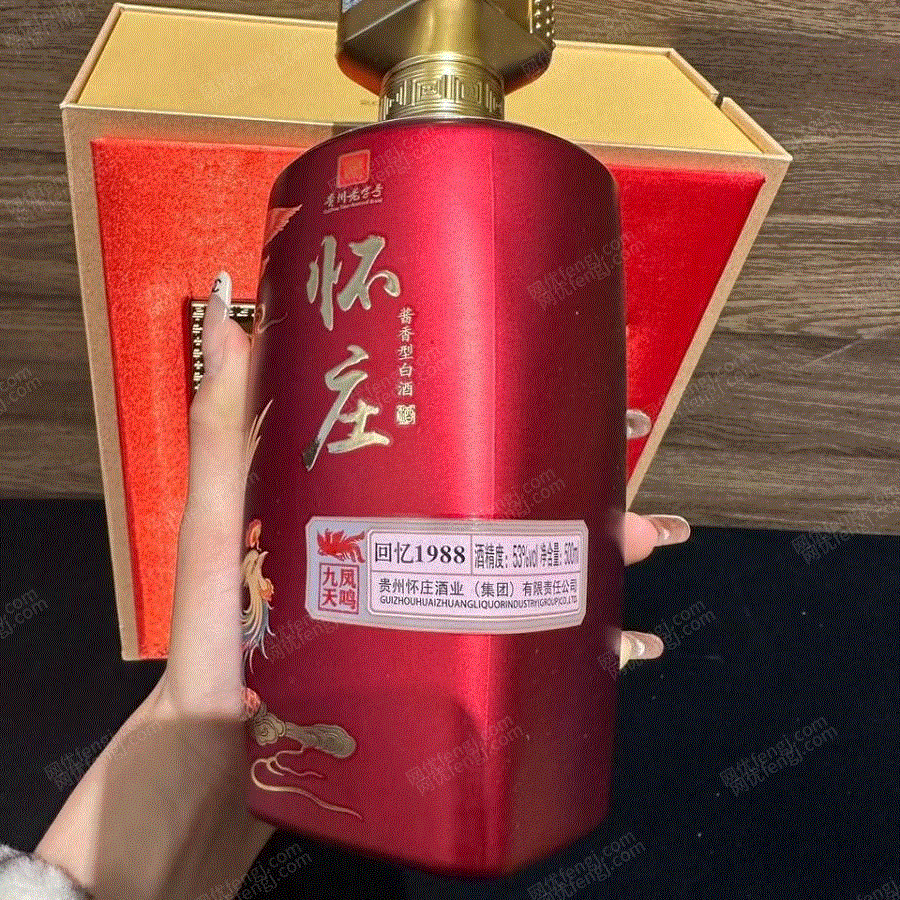 贵州老字号
怀庄
酱香型白酒
凤鸣九天
回忆1988
酒精度：53%vol 净含量：500m
贵州怀庄酒业（集团）有限责任公司
GUIZHOUHUAIZHUANGLIQUORINDUSTRY(GROUP)CO.,LTD.
网优fengj.com